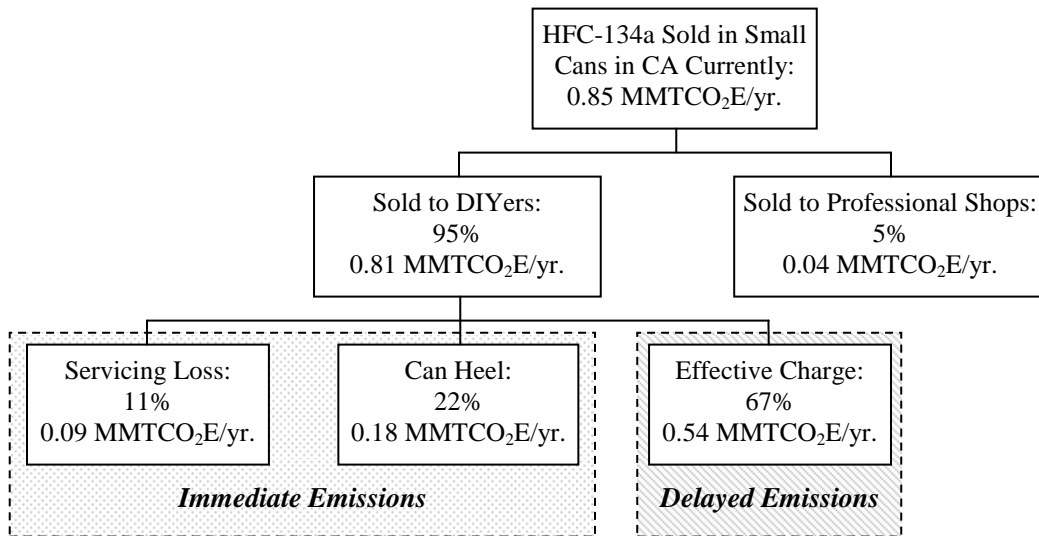 HFC-134a Sold in Small
Cans in CA Currently:
0.85 MMTCO₂E/yr.
Sold to DIYers:
95%
0.81 MMTCO₂E/yr.
Sold to Professional Shops:
5%
0.04 MMTCO₂E/yr.
Servicing Loss:
11%
0.09 MMTCO₂E/yr.
Can Heel:
22%
0.18 MMTCO₂E/yr.
Effective Charge:
67%
0.54 MMTCO₂E/yr.
Immediate Emissions
Delayed Emissions